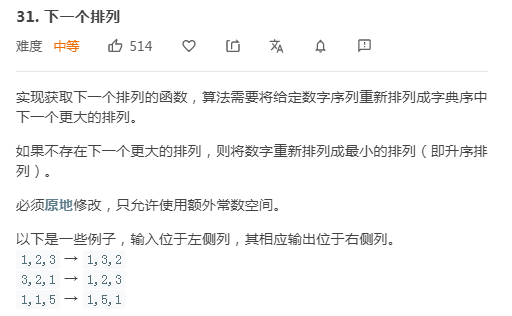 31. 下一个排列
难度 中等 514
实现获取下一个排列的函数，算法需要将给定数字序列重新排列成字典序中
下一个更大的排列。
如果不存在下一个更大的排列，则将数字重新排列成最小的排列（即升序排
列）。
必须原地修改，只允许使用额外常数空间。
以下是一些例子，输入位于左侧列，其相应输出位于右侧列。
1,2,3 → 1,3,2
3,2,1 → 1,2,3
1,1,5 → 1,5,1